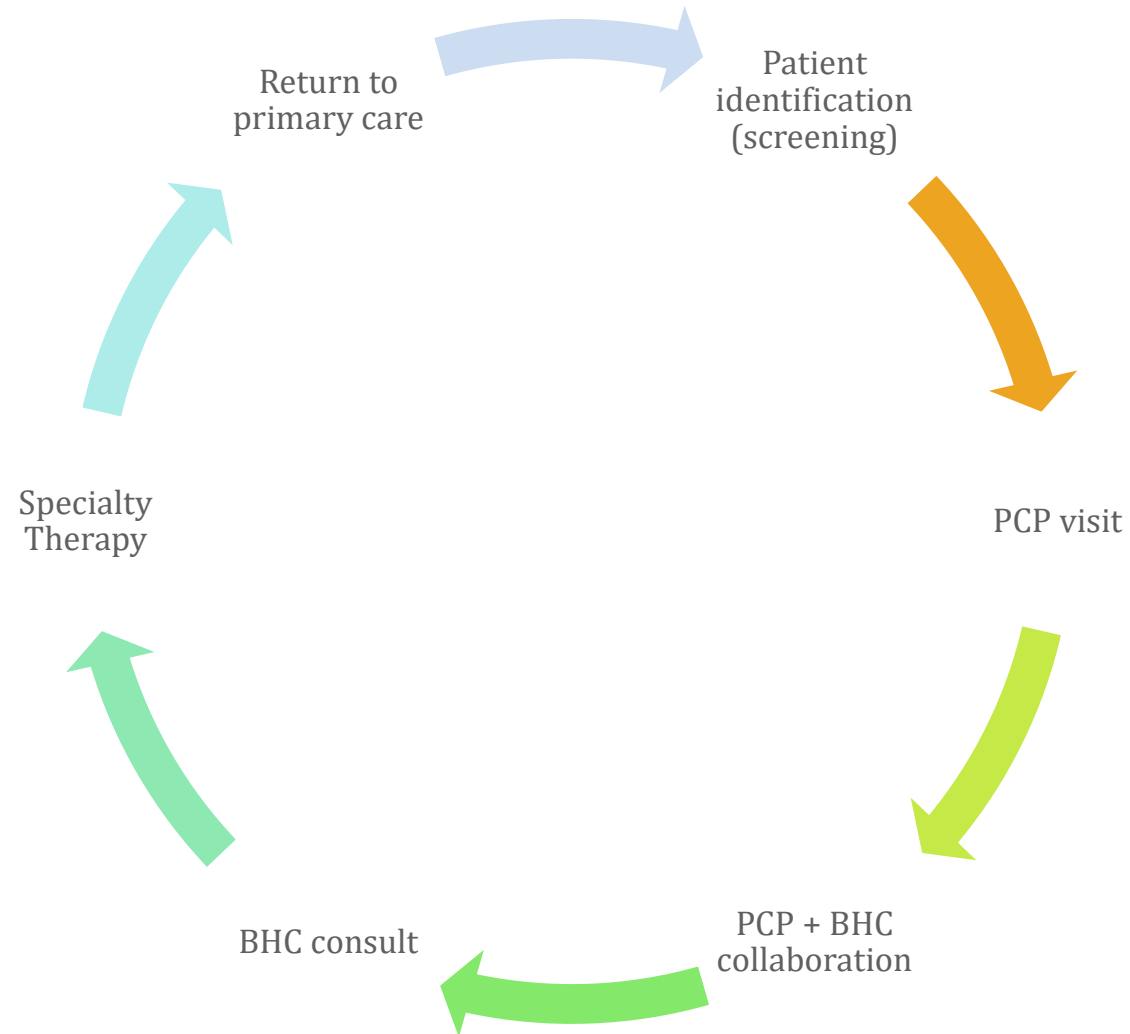 Patient
identification
(screening)
PCP visit
PCP + BHC
collaboration
BHC consult
Specialty
Therapy
Return to
primary care